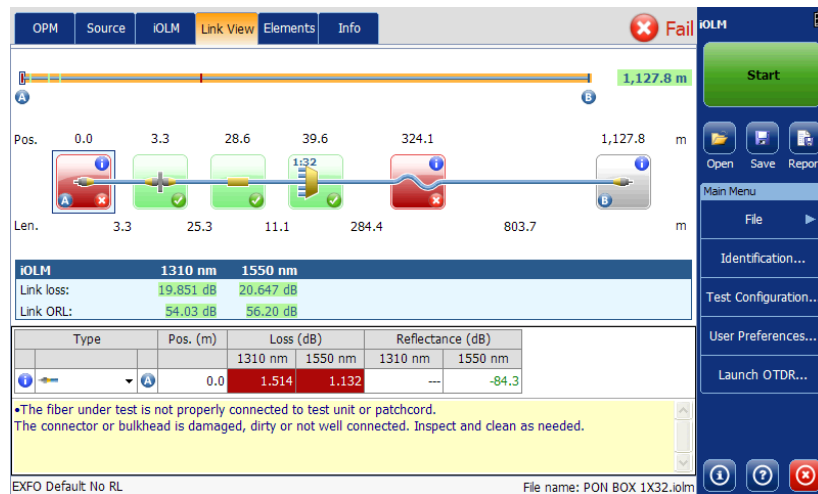 OPM Source iOLM Link View Elements Info Fail
iOLM
1,127.8 m
Start
A B
Pos. 0.0 3.3 28.6 39.6 324.1 1,127.8 m
1:32
A B
Len. 3.3 25.3 11.1 284.4 803.7 m
Open Save Repor
Main Menu
File
Identification...
Test Configuration...
User Preferences...
Launch OTDR...
iOLM 1310 nm 1550 nm
Link loss: 19.851 dB 20.647 dB
Link ORL: 54.03 dB 56.20 dB
Type Pos. (m) Loss (dB) Reflectance (dB)
1310 nm 1550 nm 1310 nm 1550 nm
A 0.0 1.514 1.132 --- -84.3
•The fiber under test is not properly connected to test unit or patchcord.
The connector or bulkhead is damaged, dirty or not well connected. Inspect and clean as needed.
EXFO Default No RL File name: PON BOX 1X32.iolm